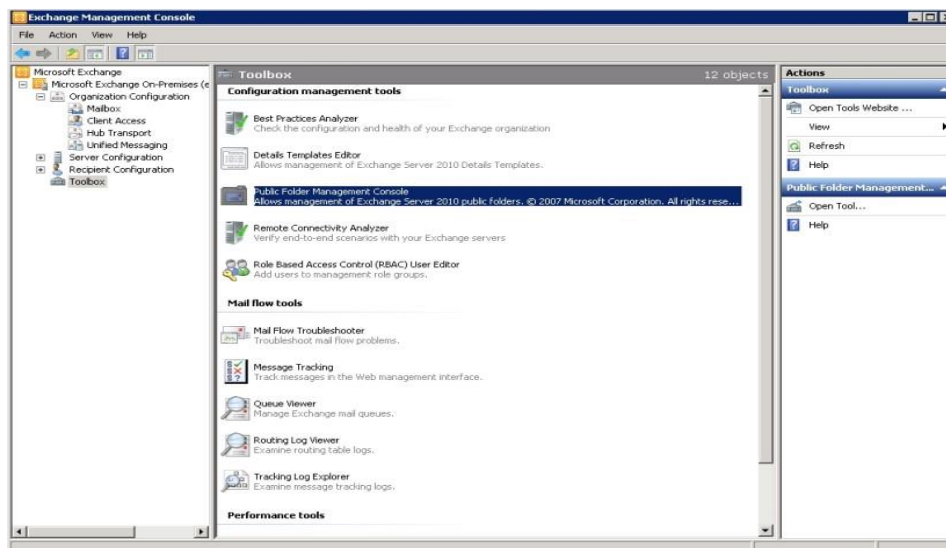 Exchange Management Console
File Action View Help
Microsoft Exchange
Microsoft Exchange On-Premises (e
Organization Configuration
Mailbox
Client Access
Hub Transport
Unified Messaging
Server Configuration
Recipient Configuration
Toolbox
Toolbox 12 objects
Configuration management tools
Best Practices Analyzer
Check the configuration and health of your Exchange organization
Details Templates Editor
Allows management of Exchange Server 2010 Details Templates.
Public Folder Management Console
Allows management of Exchange Server 2010 public folders. © 2007 Microsoft Corporation. All rights rese...
Remote Connectivity Analyzer
Verify end-to-end scenarios with your Exchange servers
Role Based Access Control (RBAC) User Editor
Add users to management role groups.
Mail flow tools
Mail Flow Troubleshooter
Troubleshoot mail flow problems.
Message Tracking
Track messages in the Web management interface.
Queue Viewer
Manage Exchange mail queues.
Routing Log Viewer
Examine routing table logs.
Tracking Log Explorer
Examine message tracking logs.
Performance tools
Actions
Toolbox
Open Tools Website ...
View
Refresh
Help
Public Folder Management...
Open Tool...
Help